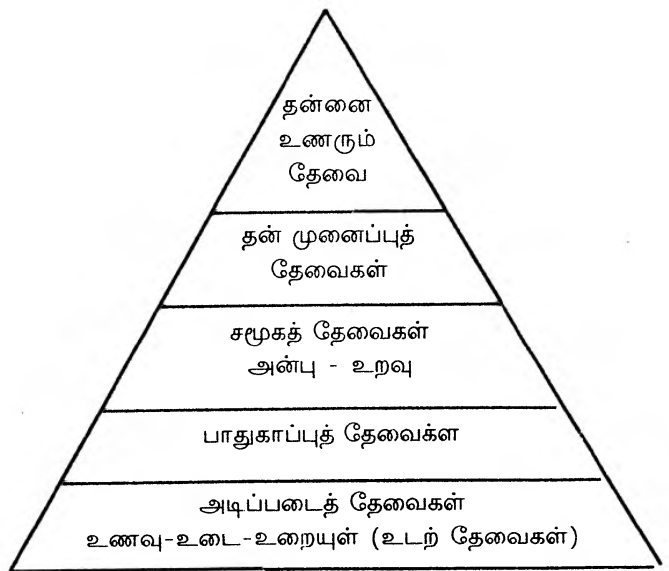 தன்னை
உணரும்
தேவை
தன் முனைப்புத்
தேவைகள்
சமூகத் தேவைகள்
அன்பு - உறவு
பாதுகாப்புத் தேவைக்ள
அடிப்படைத் தேவைகள்
உணவு-உடை-உறையுள் (உடற் தேவைகள்)